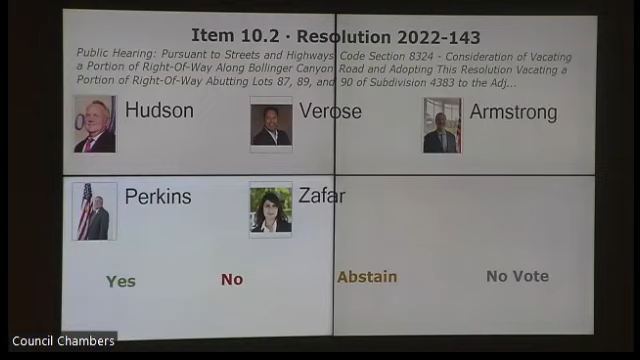 Item 10.2 · Resolution 2022-143
Public Hearing: Pursuant to Streets and Highways Code Section 8324 - Consideration of Vacating
a Portion of Right-Of-Way Along Bollinger Canyon Road and Adopting This Resolution Vacating a
Portion of Right-Of-Way Abutting Lots 87, 89, and 90 of Subdivision 4383 to the Adj...
Hudson Verose Armstrong
Perkins Zafar
Yes No Abstain No Vote
Council Chambers